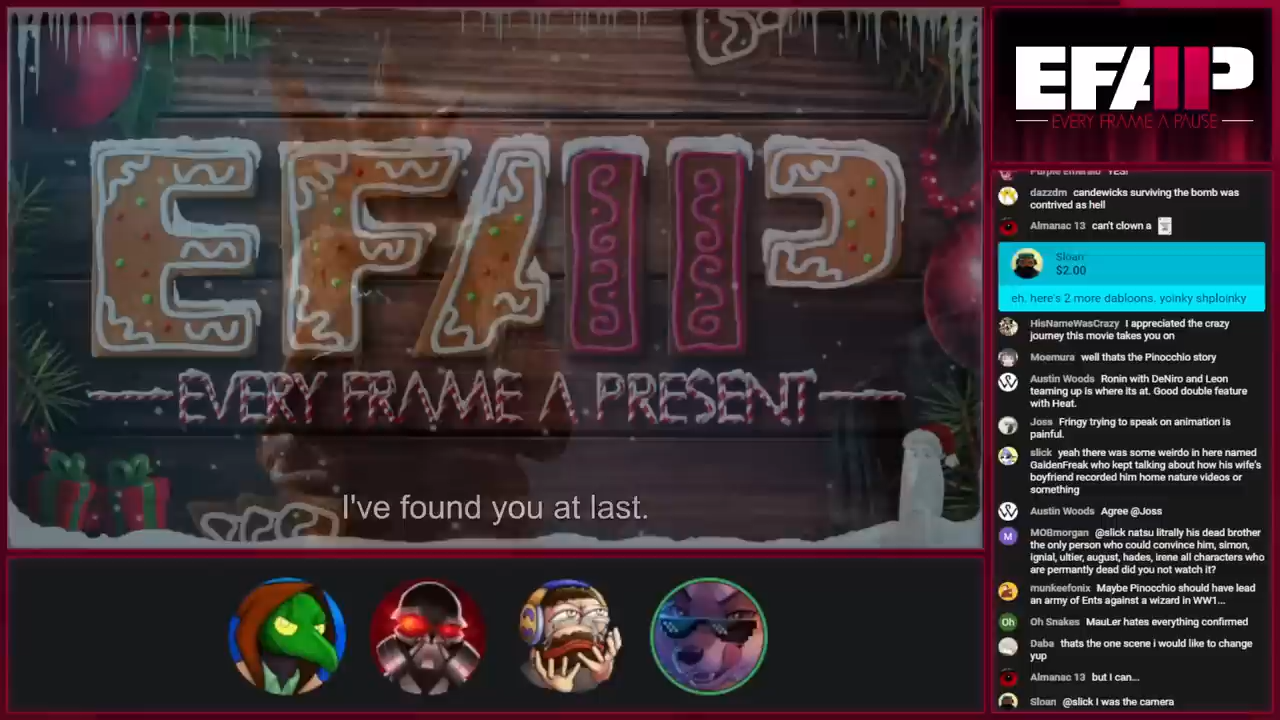 EFAP
EVERY FRAME A PRESENT
I've found you at last.
EFAP
EVERY FRAME A PAUSE
Purple Emerald YES!
dazzdm candewicks surviving the bomb was
contrived as hell
Almanac 13 can't clown a
Sloan
$2.00
eh, here's 2 more dabloons, yoinky shploinky
HisNameWasCrazy I appreciated the crazy
journey this movie takes you on
Moemura well thats the Pinocchio story
Austin Woods Ronin with DeNiro and Leon
teaming up is where its at. Good double feature
with Heat.
Joss Fringy trying to speak on animation is
painful.
slick yeah there was some weirdo in here named
GaidenFreak who kept talking about how his wife's
boyfriend recorded him home nature videos or
something
Austin Woods Agree @Joss
M
MOBmorgan @slick natsu litrally his dead brother
the only person who could convince him, simon,
ignial, ultier, august, hades, irene all characters who
are permantly dead did you not watch it?
munkeefonix Maybe Pinocchio should have lead
an army of Ents against a wizard in WW1...
Oh
Oh Snakes MauLer hates everything confirmed
Daba thats the one scene i would like to change
yup
Almanac 13 but I can...
Sloan @slick I was the camera